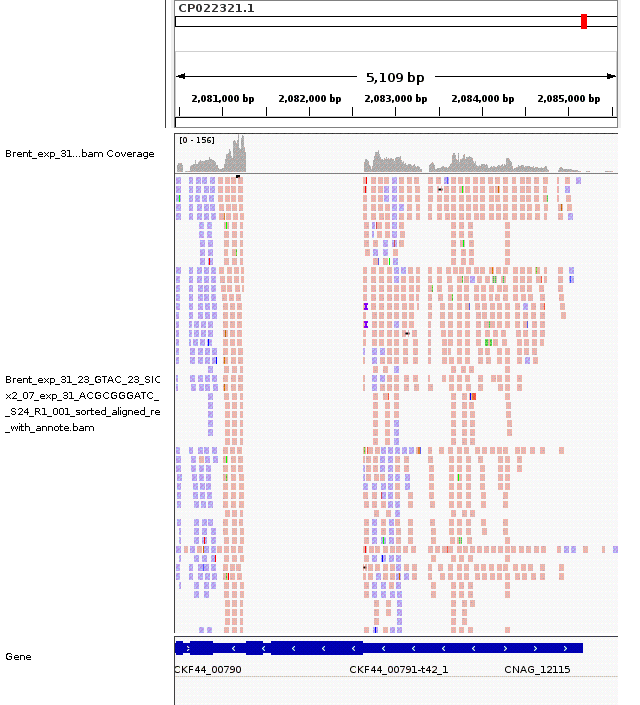 CP022321.1
5,109 bp
2,081,000 bp 2,082,000 bp 2,083,000 bp 2,084,000 bp 2,085,000 bp
[0 - 156]
Brent_exp_31...bam Coverage
Brent_exp_31_23_GTAC_23_SIC
x2_07_exp_31_ACGCGGGATC_
_S24_R1_001_sorted_aligned_re
_with_annote.bam
Gene
CKF44_00790 CKF44_00791-t42_1 CNAG_12115